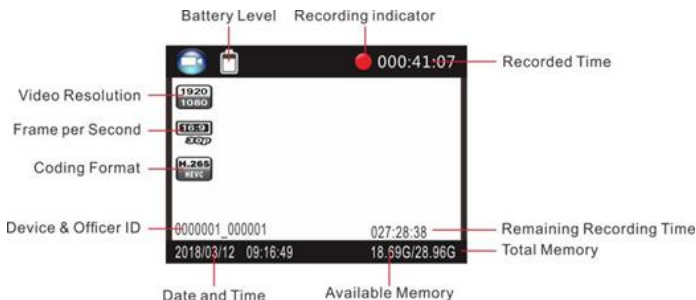 Battery Level Recording indicator
000:41:07 Recorded Time
Video Resolution 1920
1080
Frame per Second 16:9
30P
Coding Format H.265
HEVC
Device & Officer ID 0000001_000001 027:28:38 Remaining Recording Time
2018/03/12 09:16:49 18.69G/28.96G Total Memory
Date and Time Available Memory